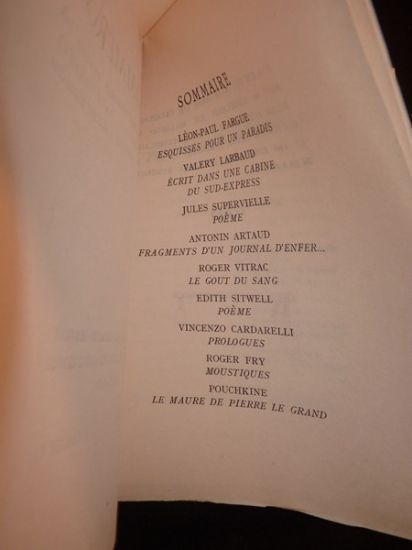 SOMMAIRE
LÉON-PAUL FARGUE
ESQUISSES POUR UN PARADIS
VALERY LARBAUD
ÉCRIT DANS UNE CABINE
DU SUD-EXPRESS
JULES SUPERVIELLE
POÈME
ANTONIN ARTAUD
FRAGMENTS D'UN JOURNAL D'ENFER...
ROGER VITRAC
LE GOUT DU SANG
EDITH SITWELL
POÈME
VINCENZO CARDARELLI
PROLOGUES
ROGER FRY
MOUSTIQUES
POUCHKINE
LE MAURE DE PIERRE LE GRAND